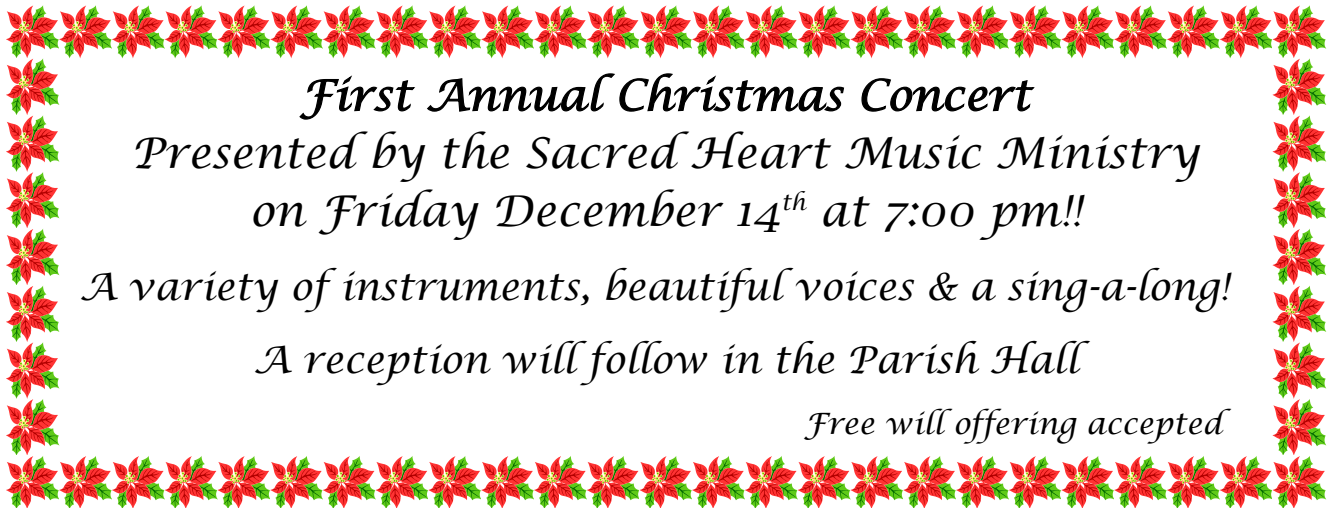 First Annual Christmas Concert
Presented by the Sacred Heart Music Ministry
on Friday December 14th at 7:00 pm!!
A variety of instruments, beautiful voices & a sing-a-long!
A reception will follow in the Parish Hall
Free will offering accepted